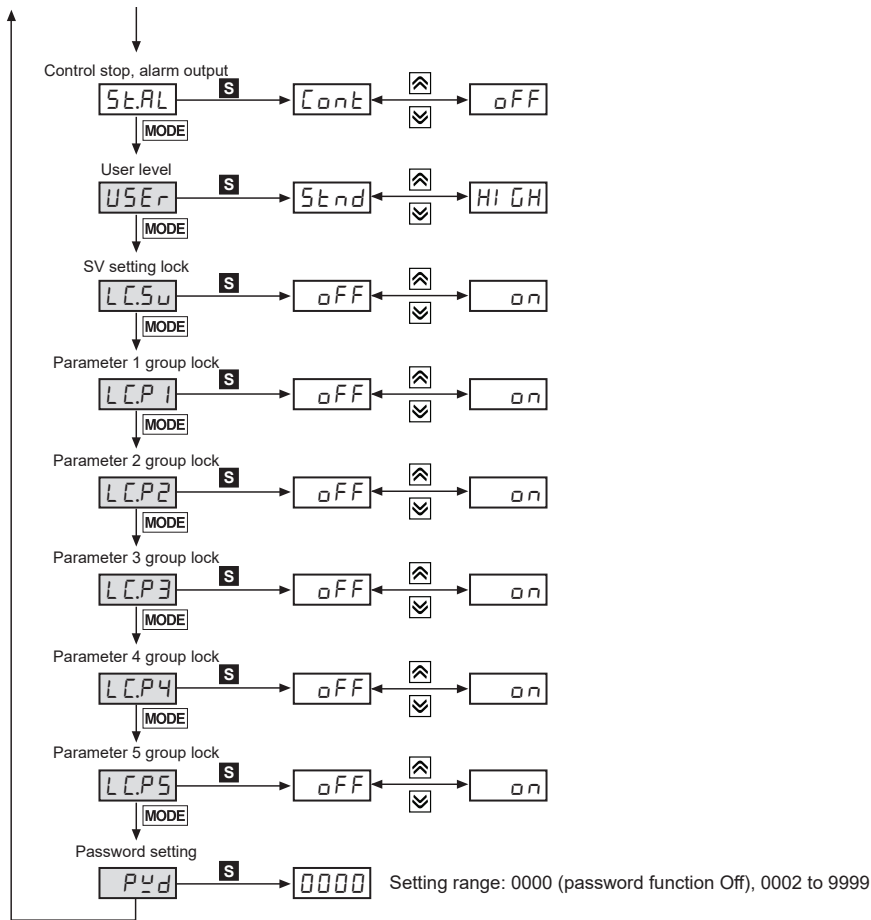 Control stop, alarm output
St.AL S Cont oFF
MODE
User level
USEr S Stnd HIGH
MODE
SV setting lock
LC.Sv S oFF on
MODE
Parameter 1 group lock
LC.P1 S oFF on
MODE
Parameter 2 group lock
LC.P2 S oFF on
MODE
Parameter 3 group lock
LC.P3 S oFF on
MODE
Parameter 4 group lock
LC.P4 S oFF on
MODE
Parameter 5 group lock
LC.P5 S oFF on
MODE
Password setting
PWd S 0000 Setting range: 0000 (password function Off), 0002 to 9999